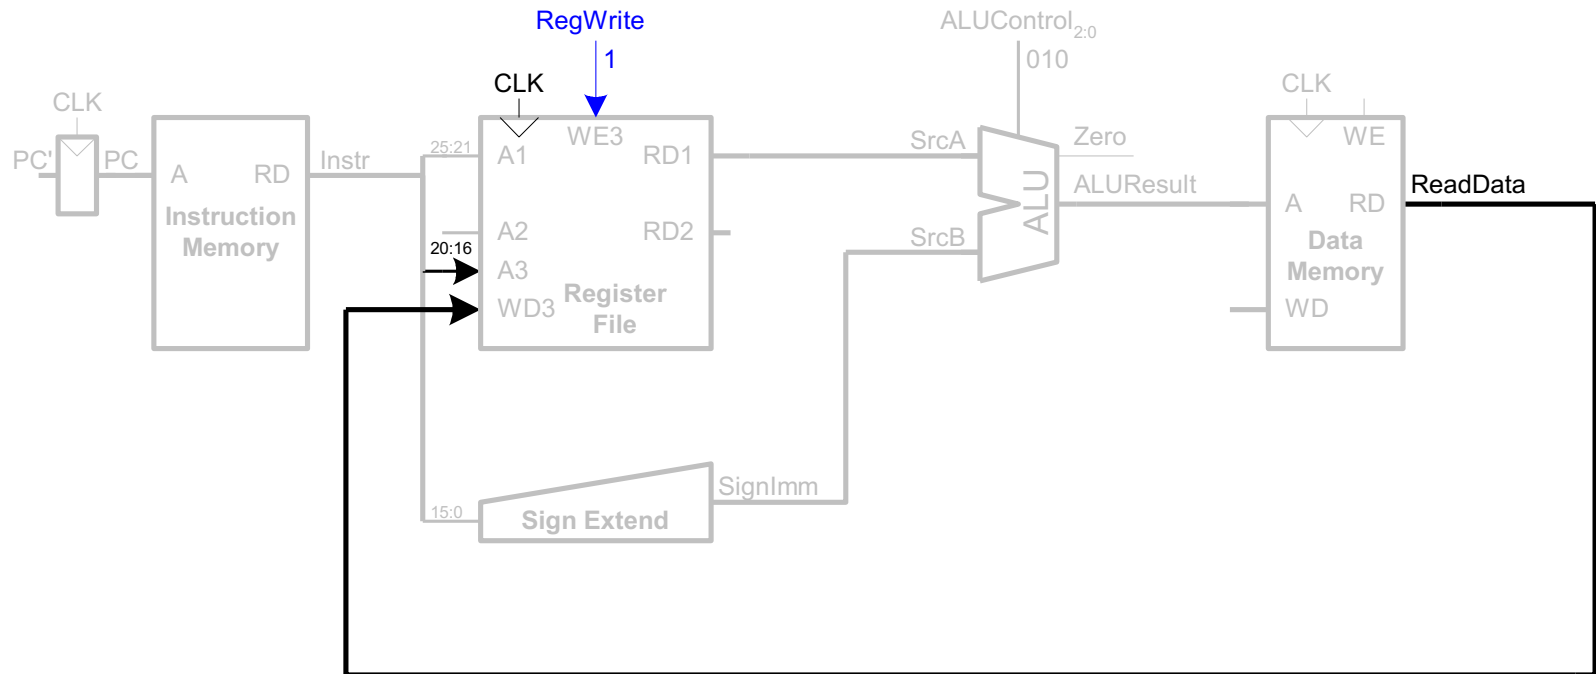 RegWrite
1
ALUControl2:0
010
CLK
CLK
CLK
PC'
PC
A
RD
Instruction
Memory
Instr
25:21
A1
WE3
RD1
A2
RD2
20:16
A3
WD3
Register
File
SrcA
SrcB
ALU
Zero
ALUResult
WE
A
RD
Data
Memory
WD
ReadData
15:0
Sign Extend
SignImm